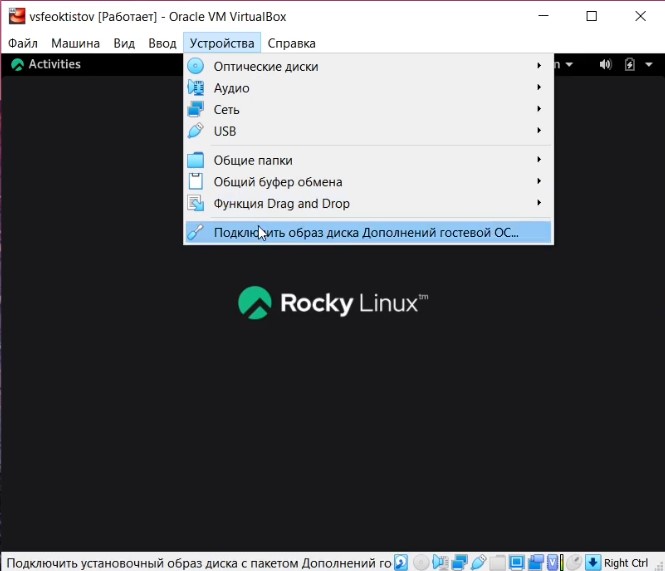 vsfeoktistov [Работает] - Oracle VM VirtualBox
Файл Машина Вид Ввод Устройства Справка
Activities
Оптические диски
Аудио
Сеть
USB
Общие папки
Общий буфер обмена
Функция Drag and Drop
Подключить образ диска Дополнений гостевой ОС...
Rocky Linux™
Подключить установочный образ диска с пакетом Дополнений го
Right Ctrl